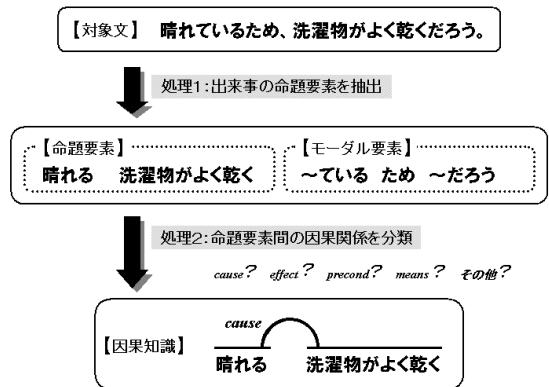 【対象文】 晴れているため、洗濯物がよく乾くだろう。
処理1:出来事の命題要素を抽出
【命題要素】 【モーダル要素】
晴れる 洗濯物がよく乾く 〜ている ため 〜だろう
処理2:命題要素間の因果関係を分類
cause? effect? precond? means? その他?
cause
【因果知識】
晴れる 洗濯物がよく乾く